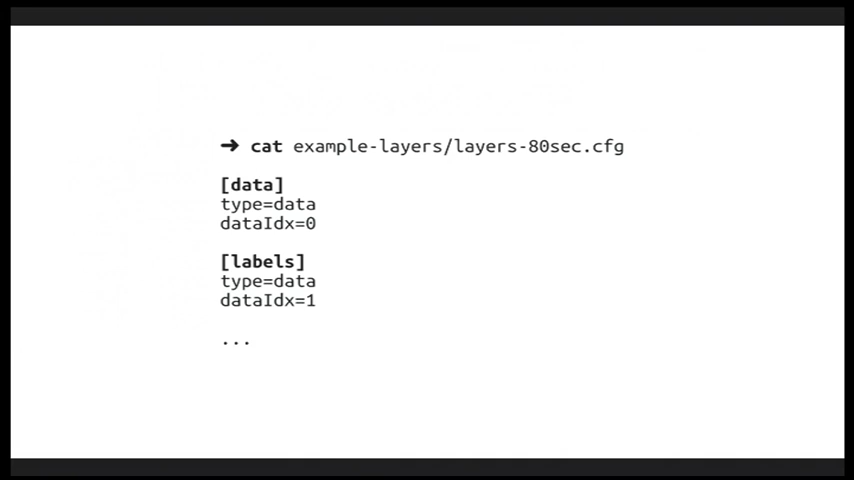 ➜ cat example-layers/layers-80sec.cfg
[data]
type=data
dataIdx=0
[labels]
type=data
dataIdx=1
...